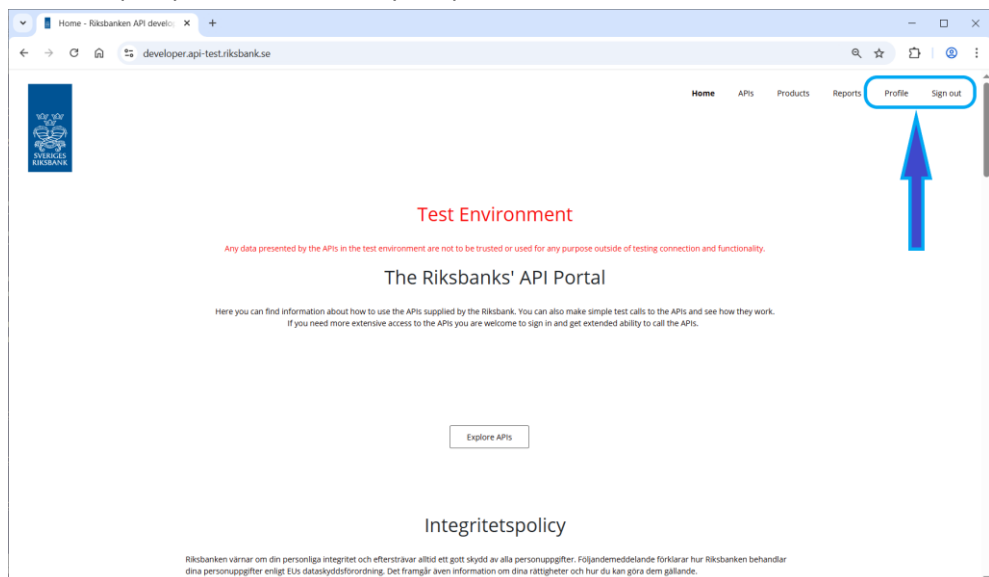 Home - Riksbanken API develo
developer.api-test.riksbank.se
Home APIs Products Reports Profile Sign out
SVERIGES
RIKSBANK
Test Environment
Any data presented by the APIs in the test environment are not to be trusted or used for any purpose outside of testing connection and functionality.
The Riksbanks' API Portal
Here you can find information about how to use the APIs supplied by the Riksbank. You can also make simple test calls to the APIs and see how they work.
If you need more extensive access to the APIs you are welcome to sign in and get extended ability to call the APIs.
Explore APIs
Integritetspolicy
Riksbanken värnar om din personliga integritet och eftersträvar alltid ett gott skydd av alla personuppgifter. Följandemeddelande förklarar hur Riksbanken behandlar
dina personuppgifter enligt EUs dataskyddsförordning. Det framgår även information om dina rättigheter och hur du kan göra dem gällande.